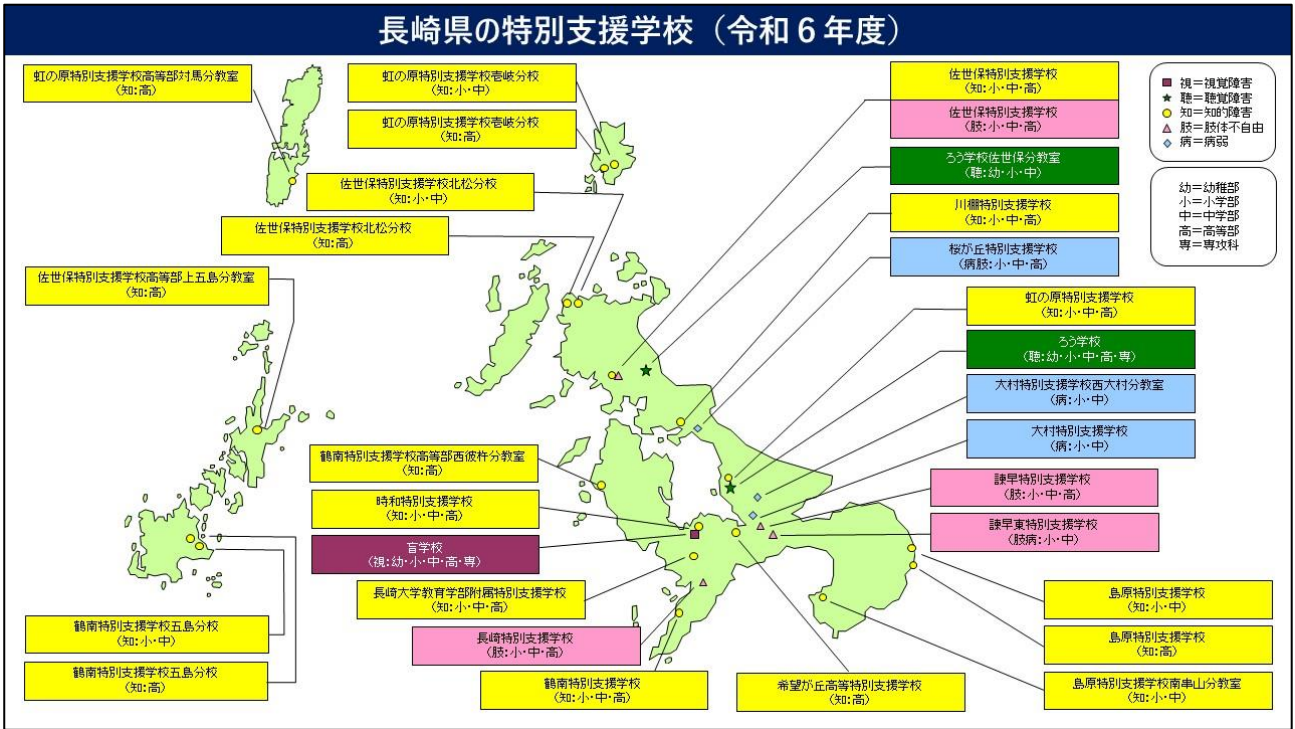 長崎県の特別支援学校（令和６年度）
虹の原特別支援学校高等部対馬分教室
（知：高）
虹の原特別支援学校壱岐分校
（知：小・中）
虹の原特別支援学校壱岐分校
（知：高）
佐世保特別支援学校北松分校
（知：小・中）
佐世保特別支援学校北松分校
（知：高）
佐世保特別支援学校高等部上五島分教室
（知：高）
佐世保特別支援学校
（知：小・中・高）
佐世保特別支援学校
（肢：小・中・高）
ろう学校佐世保分教室
（聴：幼・小・中）
川棚特別支援学校
（知：小・中・高）
桜が丘特別支援学校
（病肢：小・中・高）
視＝視覚障害
聴＝聴覚障害
知＝知的障害
肢＝肢体不自由
病＝病弱
幼＝幼稚部
小＝小学部
中＝中学部
高＝高等部
専＝専攻科
虹の原特別支援学校
（知：小・中・高）
ろう学校
（聴：幼・小・中・高・専）
大村特別支援学校西大村分教室
（病：小・中）
大村特別支援学校
（病：小・中）
諫早特別支援学校
（肢：小・中・高）
諫早東特別支援学校
（肢病：小・中）
鶴南特別支援学校高等部西彼杵分教室
（知：高）
時和特別支援学校
（知：小・中・高）
盲学校
（視：幼・小・中・高・専）
長崎大学教育学部附属特別支援学校
（知：小・中・高）
長崎特別支援学校
（肢：小・中・高）
鶴南特別支援学校
（知：小・中・高）
希望が丘高等特別支援学校
（知：高）
島原特別支援学校
（知：小・中）
島原特別支援学校
（知：高）
島原特別支援学校南串山分教室
（知：小・中）
鶴南特別支援学校五島分校
（知：小・中）
鶴南特別支援学校五島分校
（知：高）